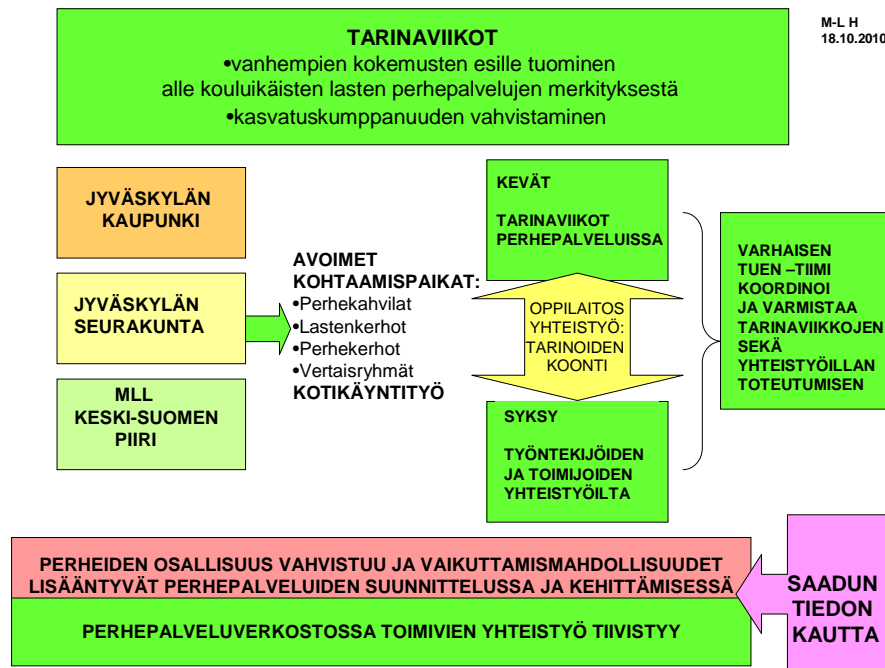 M-L H
18.10.2010
TARINAVIIKOT
•vanhempien kokemusten esille tuominen
alle kouluikäisten lasten perhepalvelujen merkityksestä
•kasvatuskumppanuuden vahvistaminen
JYVÄSKYLÄN
KAUPUNKI
JYVÄSKYLÄN
SEURAKUNTA
MLL
KESKI-SUOMEN
PIIRI
AVOIMET
KOHTAAMISPAIKAT:
•Perhekahvilat
•Lastenkerhot
•Perhekerhot
•Vertaisryhmät
KOTIKÄYNTITYÖ
KEVÄT
TARINAVIIKOT
PERHEPALVELUISSA
OPPILAITOS
YHTEISTYÖ:
TARINOIDEN
KOONTI
SYKSY
TYÖNTEKIJÖIDEN
JA TOIMIJOIDEN
YHTEISTYÖILTA
VARHAISEN
TUEN –TIIMI
KOORDINOI
JA VARMISTAA
TARINAVIIKKOJEN
SEKÄ
YHTEISTYÖILLAN
TOTEUTUMISEN
PERHEIDEN OSALLISUUS VAHVISTUU JA VAIKUTTAMISMAHDOLLISUUDET
LISÄÄNTYVÄT PERHEPALVELUIDEN SUUNNITTELUSSA JA KEHITTÄMISESSÄ
PERHEPALVELUVERKOSTOSSA TOIMIVIEN YHTEISTYÖ TIIVISTYY
SAADUN
TIEDON
KAUTTA